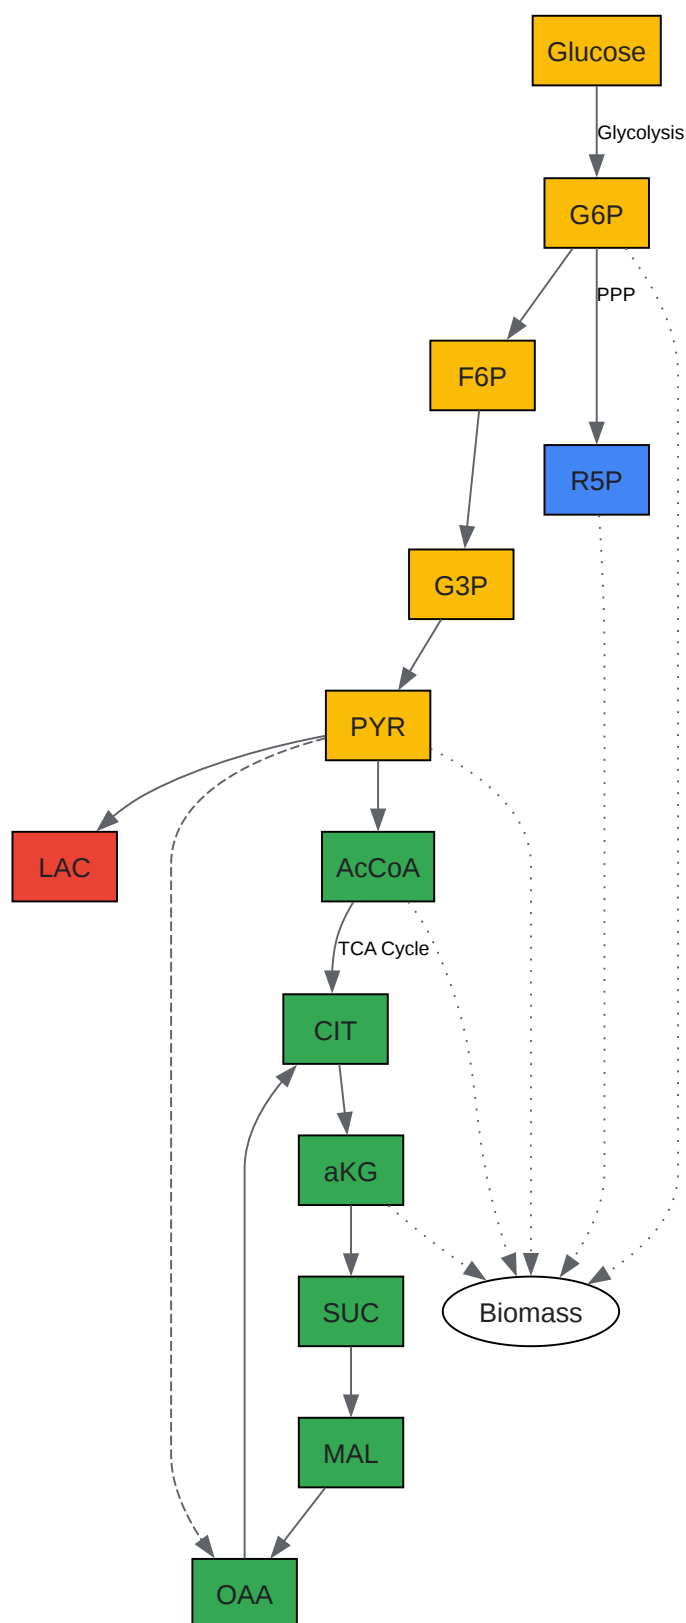 Glucose
Glycolysis
G6P
PPP
F6P
R5P
G3P
PYR
LAC
AcCoA
TCA Cycle
CIT
aKG
SUC
Biomass
MAL
OAA